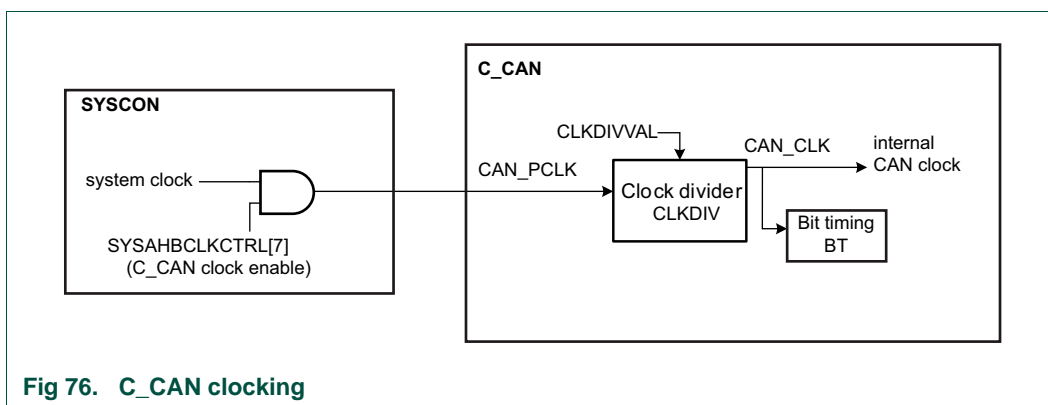 C_CAN
SYSCON
system clock
SYSAHBCLKCTRL[7]
(C_CAN clock enable)
CAN_PCLK
CLKDIVVAL
Clock divider
CLKDIV
CAN_CLK
internal
CAN clock
Bit timing
BT
Fig 76. C_CAN clocking